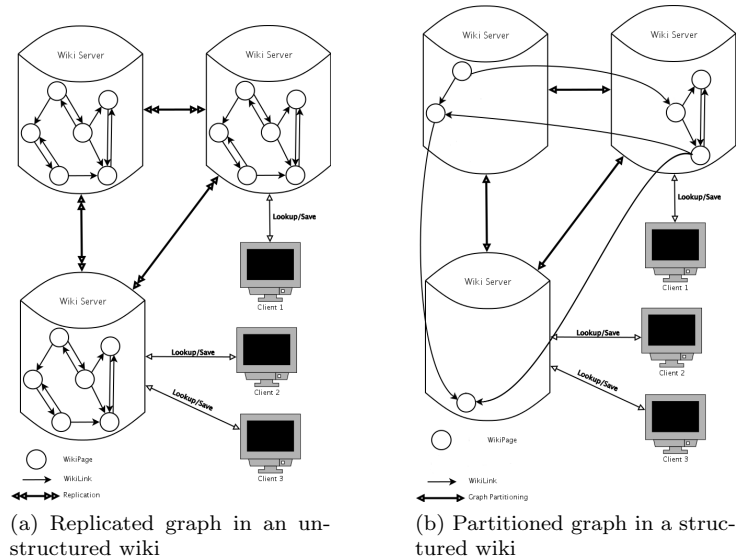 Wiki Server
Wiki Server
Lookup/Save
Client 1
Wiki Server
Lookup/Save
Client 2
Lookup/Save
Client 3
WikiPage
WikiLink
Replication
(a) Replicated graph in an un-
structured wiki
Wiki Server
Wiki Server
Lookup/Save
Client 1
Wiki Server
Lookup/Save
Client 2
Lookup/Save
Client 3
WikiPage
WikiLink
Graph Partitioning
(b) Partitioned graph in a struc-
tured wiki